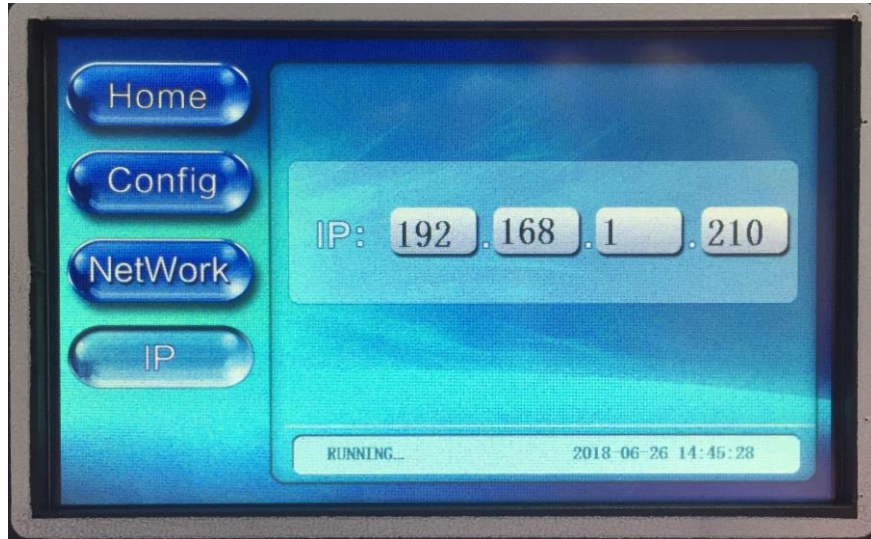 Home
Config
NetWork
IP
IP: 192 . 168 . 1 . 210
RUNNING... 2018-06-26 14:45:28